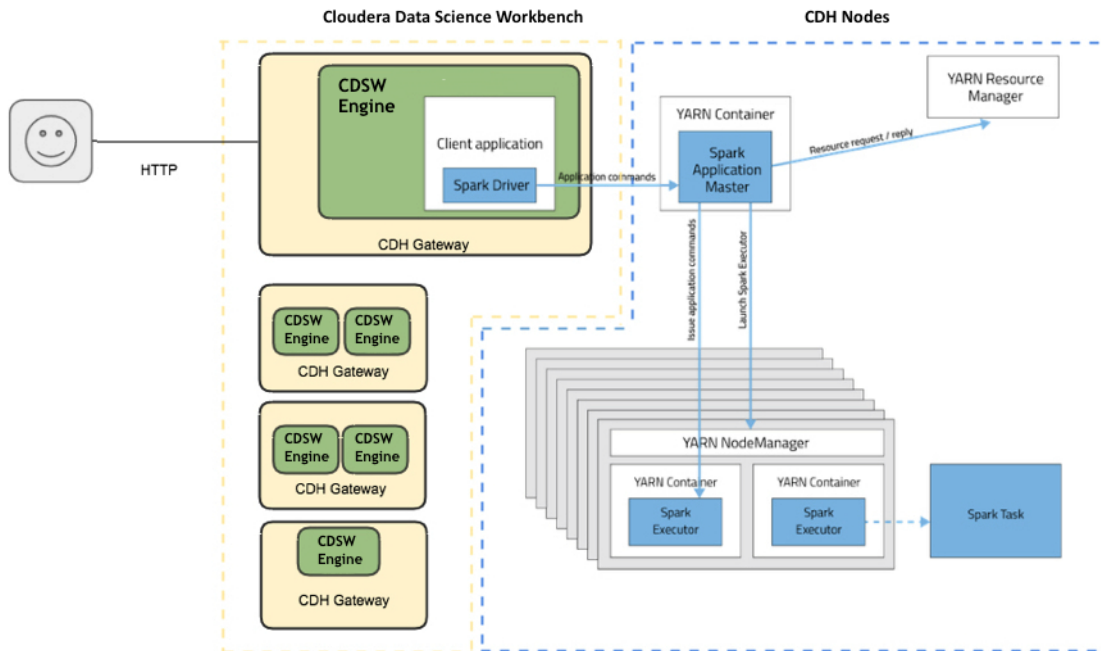 Cloudera Data Science Workbench
CDH Nodes
HTTP
CDSW
Engine
Client application
Spark Driver
CDH Gateway
Application commands
YARN Container
Spark
Application
Master
Resource request / reply
YARN Resource
Manager
Issue application commands
Launch Spark Executor
CDSW
Engine
CDSW
Engine
CDH Gateway
CDSW
Engine
CDSW
Engine
CDH Gateway
CDSW
Engine
CDH Gateway
YARN NodeManager
YARN Container
Spark
Executor
YARN Container
Spark
Executor
Spark Task